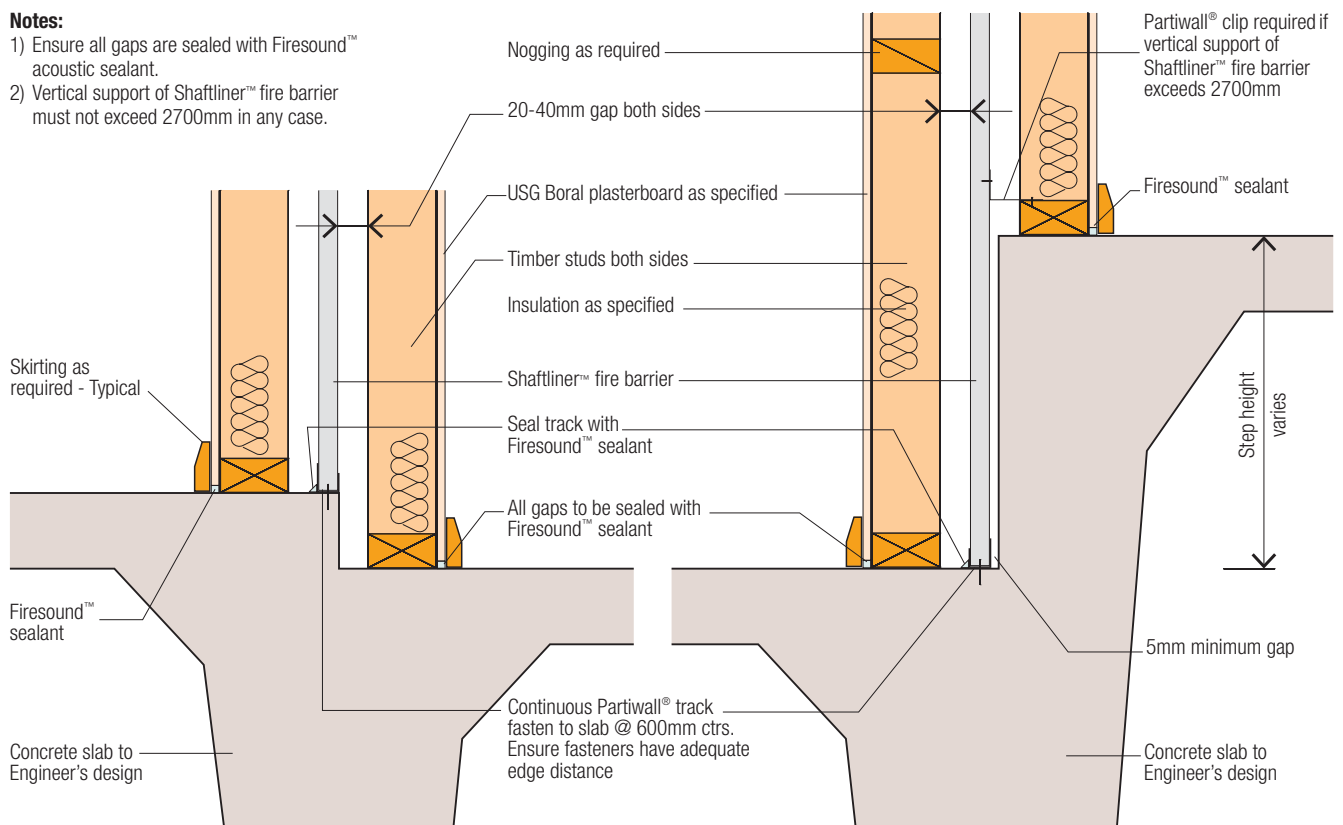 Notes:
1) Ensure all gaps are sealed with Firesound™
acoustic sealant.
2) Vertical support of Shaftliner™ fire barrier
must not exceed 2700mm in any case.
Nogging as required
20-40mm gap both sides
USG Boral plasterboard as specified
Timber studs both sides
Insulation as specified
Shaftliner™ fire barrier
Seal track with
Firesound™ sealant
All gaps to be sealed with
Firesound™ sealant
Continuous Partiwall® track
fasten to slab @ 600mm ctrs.
Ensure fasteners have adequate
edge distance
Skirting as
required - Typical
Firesound™
sealant
Concrete slab to
Engineer's design
Partiwall® clip required if
vertical support of
Shaftliner™ fire barrier
exceeds 2700mm
Firesound™ sealant
Step height
varies
5mm minimum gap
Concrete slab to
Engineer's design